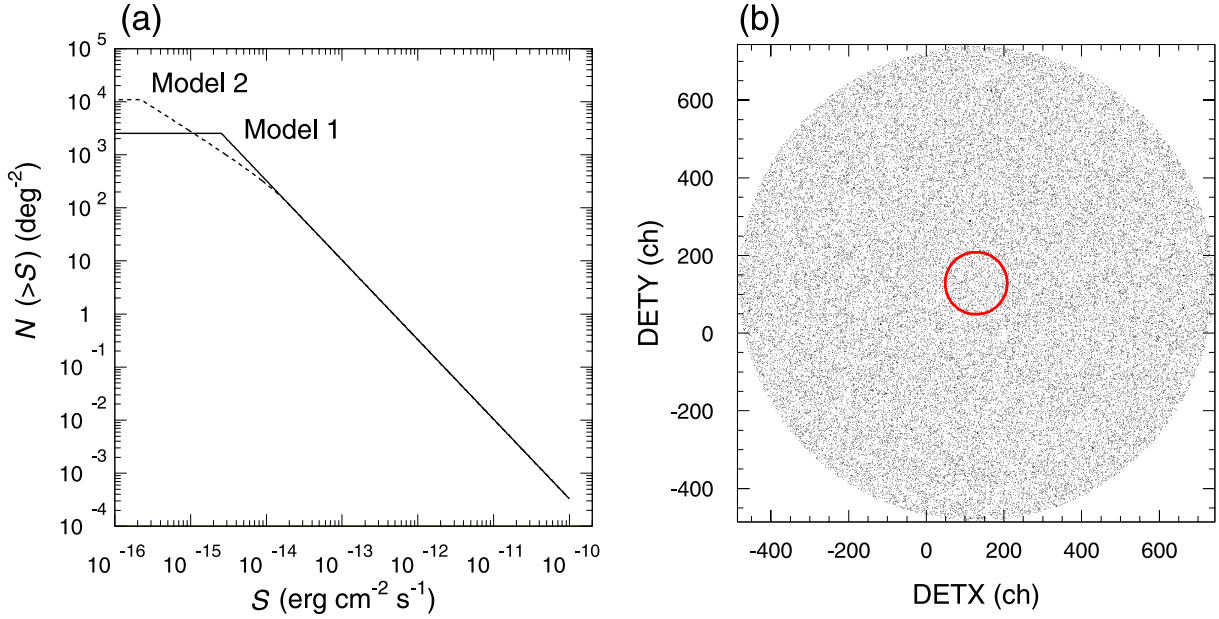 (a)
10^5
10^4
10^3
10^2
10
1
10^-1
10^-2
10^-3
10^-4
N (>S) (deg^-2)
Model 2
Model 1
10^-16 10^-15 10^-14 10^-13 10^-12 10^-11 10^-10
S (erg cm^-2 s^-1)
(b)
600
400
200
0
-200
-400
DETY (ch)
-400 -200 0 200 400 600
DETX (ch)